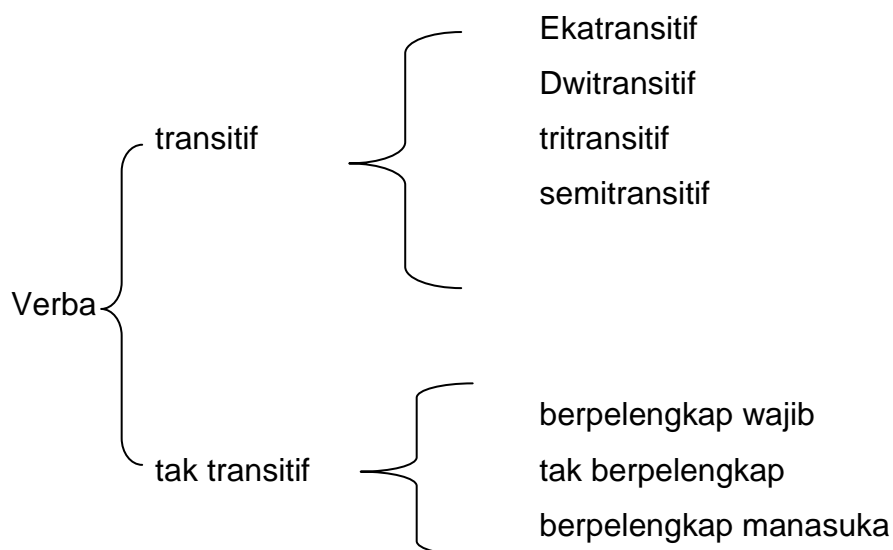 Ekatransitif
Dwitransitif
transitif
tritransitif
semitransitif
Verba
berpelengkap wajib
tak transitif
tak berpelengkap
berpelengkap manasuka